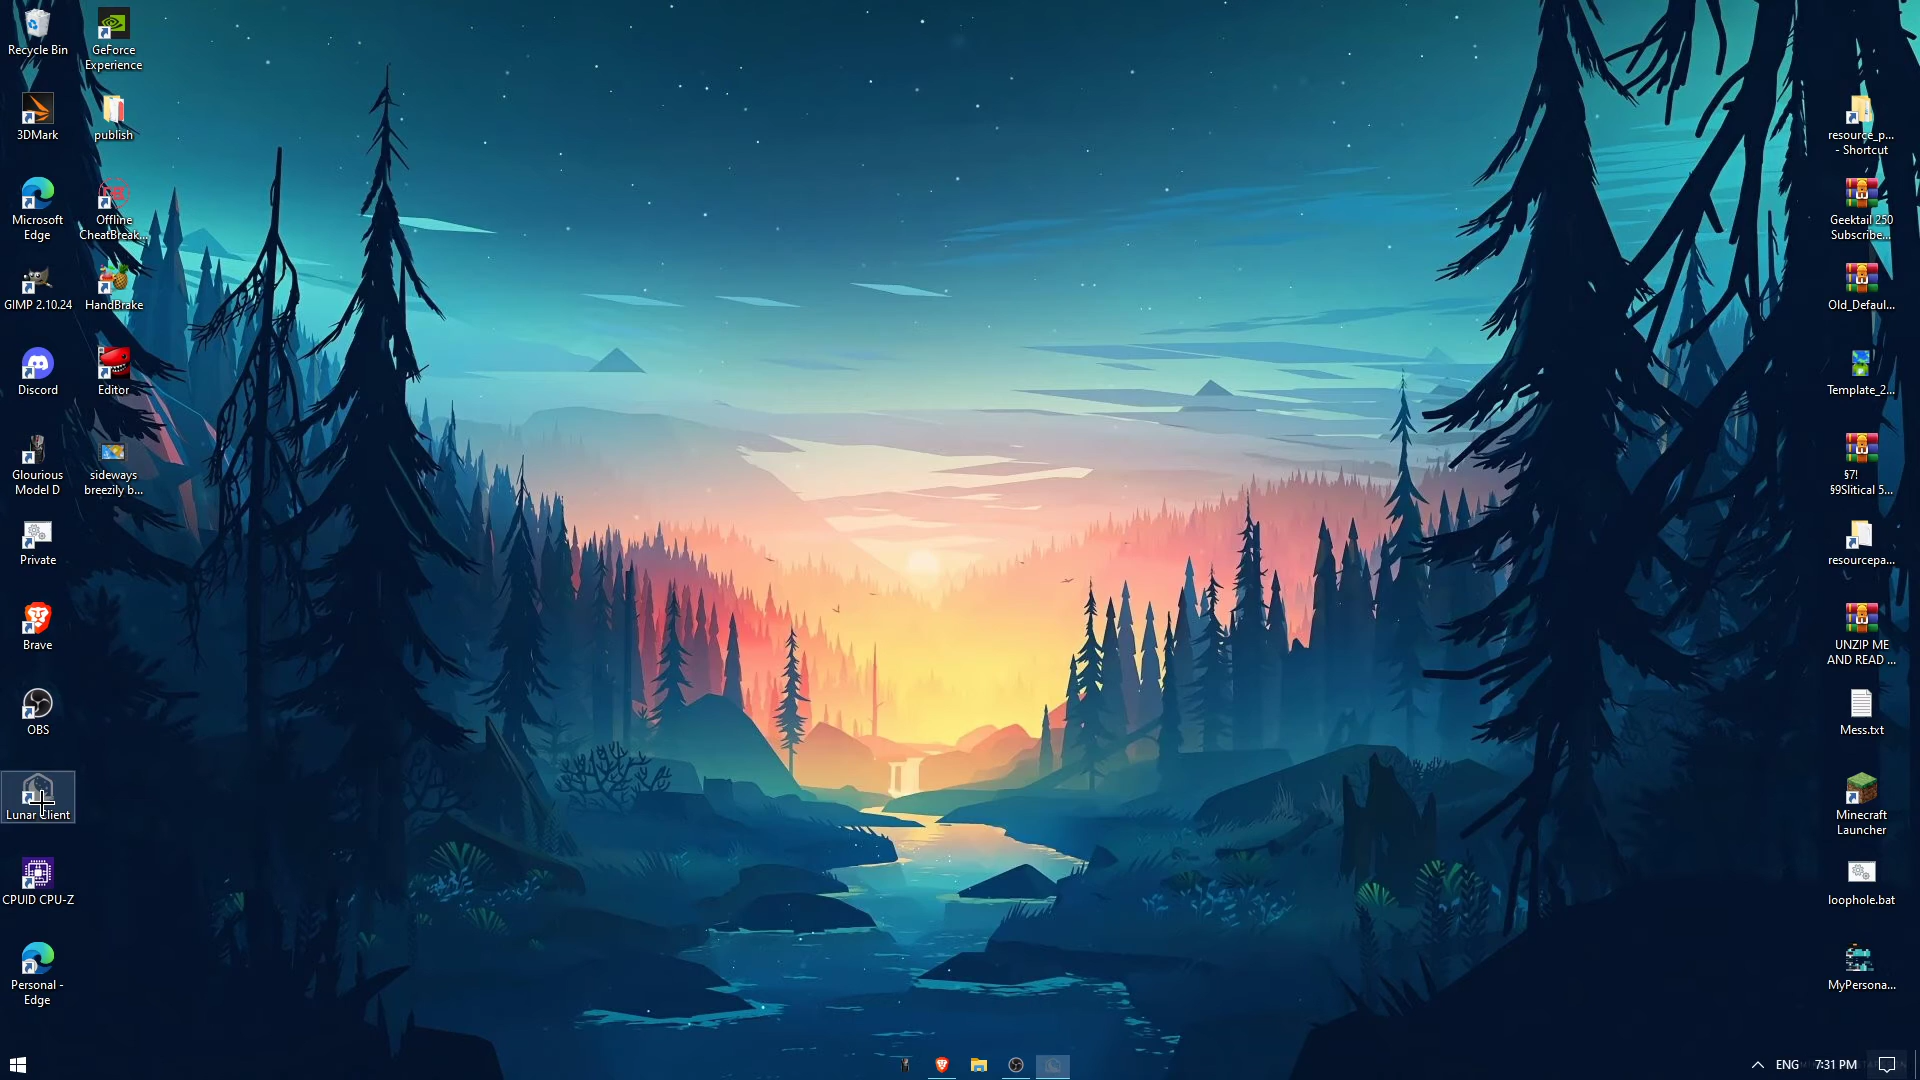 Recycle Bin
GeForce
Experience
3DMark
publish
Microsoft
Edge
Offline
CheatBreak...
GIMP 2.10.24
HandBrake
Discord
Editor
Glourious
Model D
sideways
breezily b...
Private
Brave
OBS
Lunar Client
CPUID CPU-Z
Personal -
Edge
resource_p...
- Shortcut
Geektail 250
Subscribe...
Old_Defaul...
Template_2...
§7!
§9Slitical 5...
resourcepa...
UNZIP ME
AND READ ...
Mess.txt
Minecraft
Launcher
loophole.bat
MyPersona...
ENG
7:31 PM